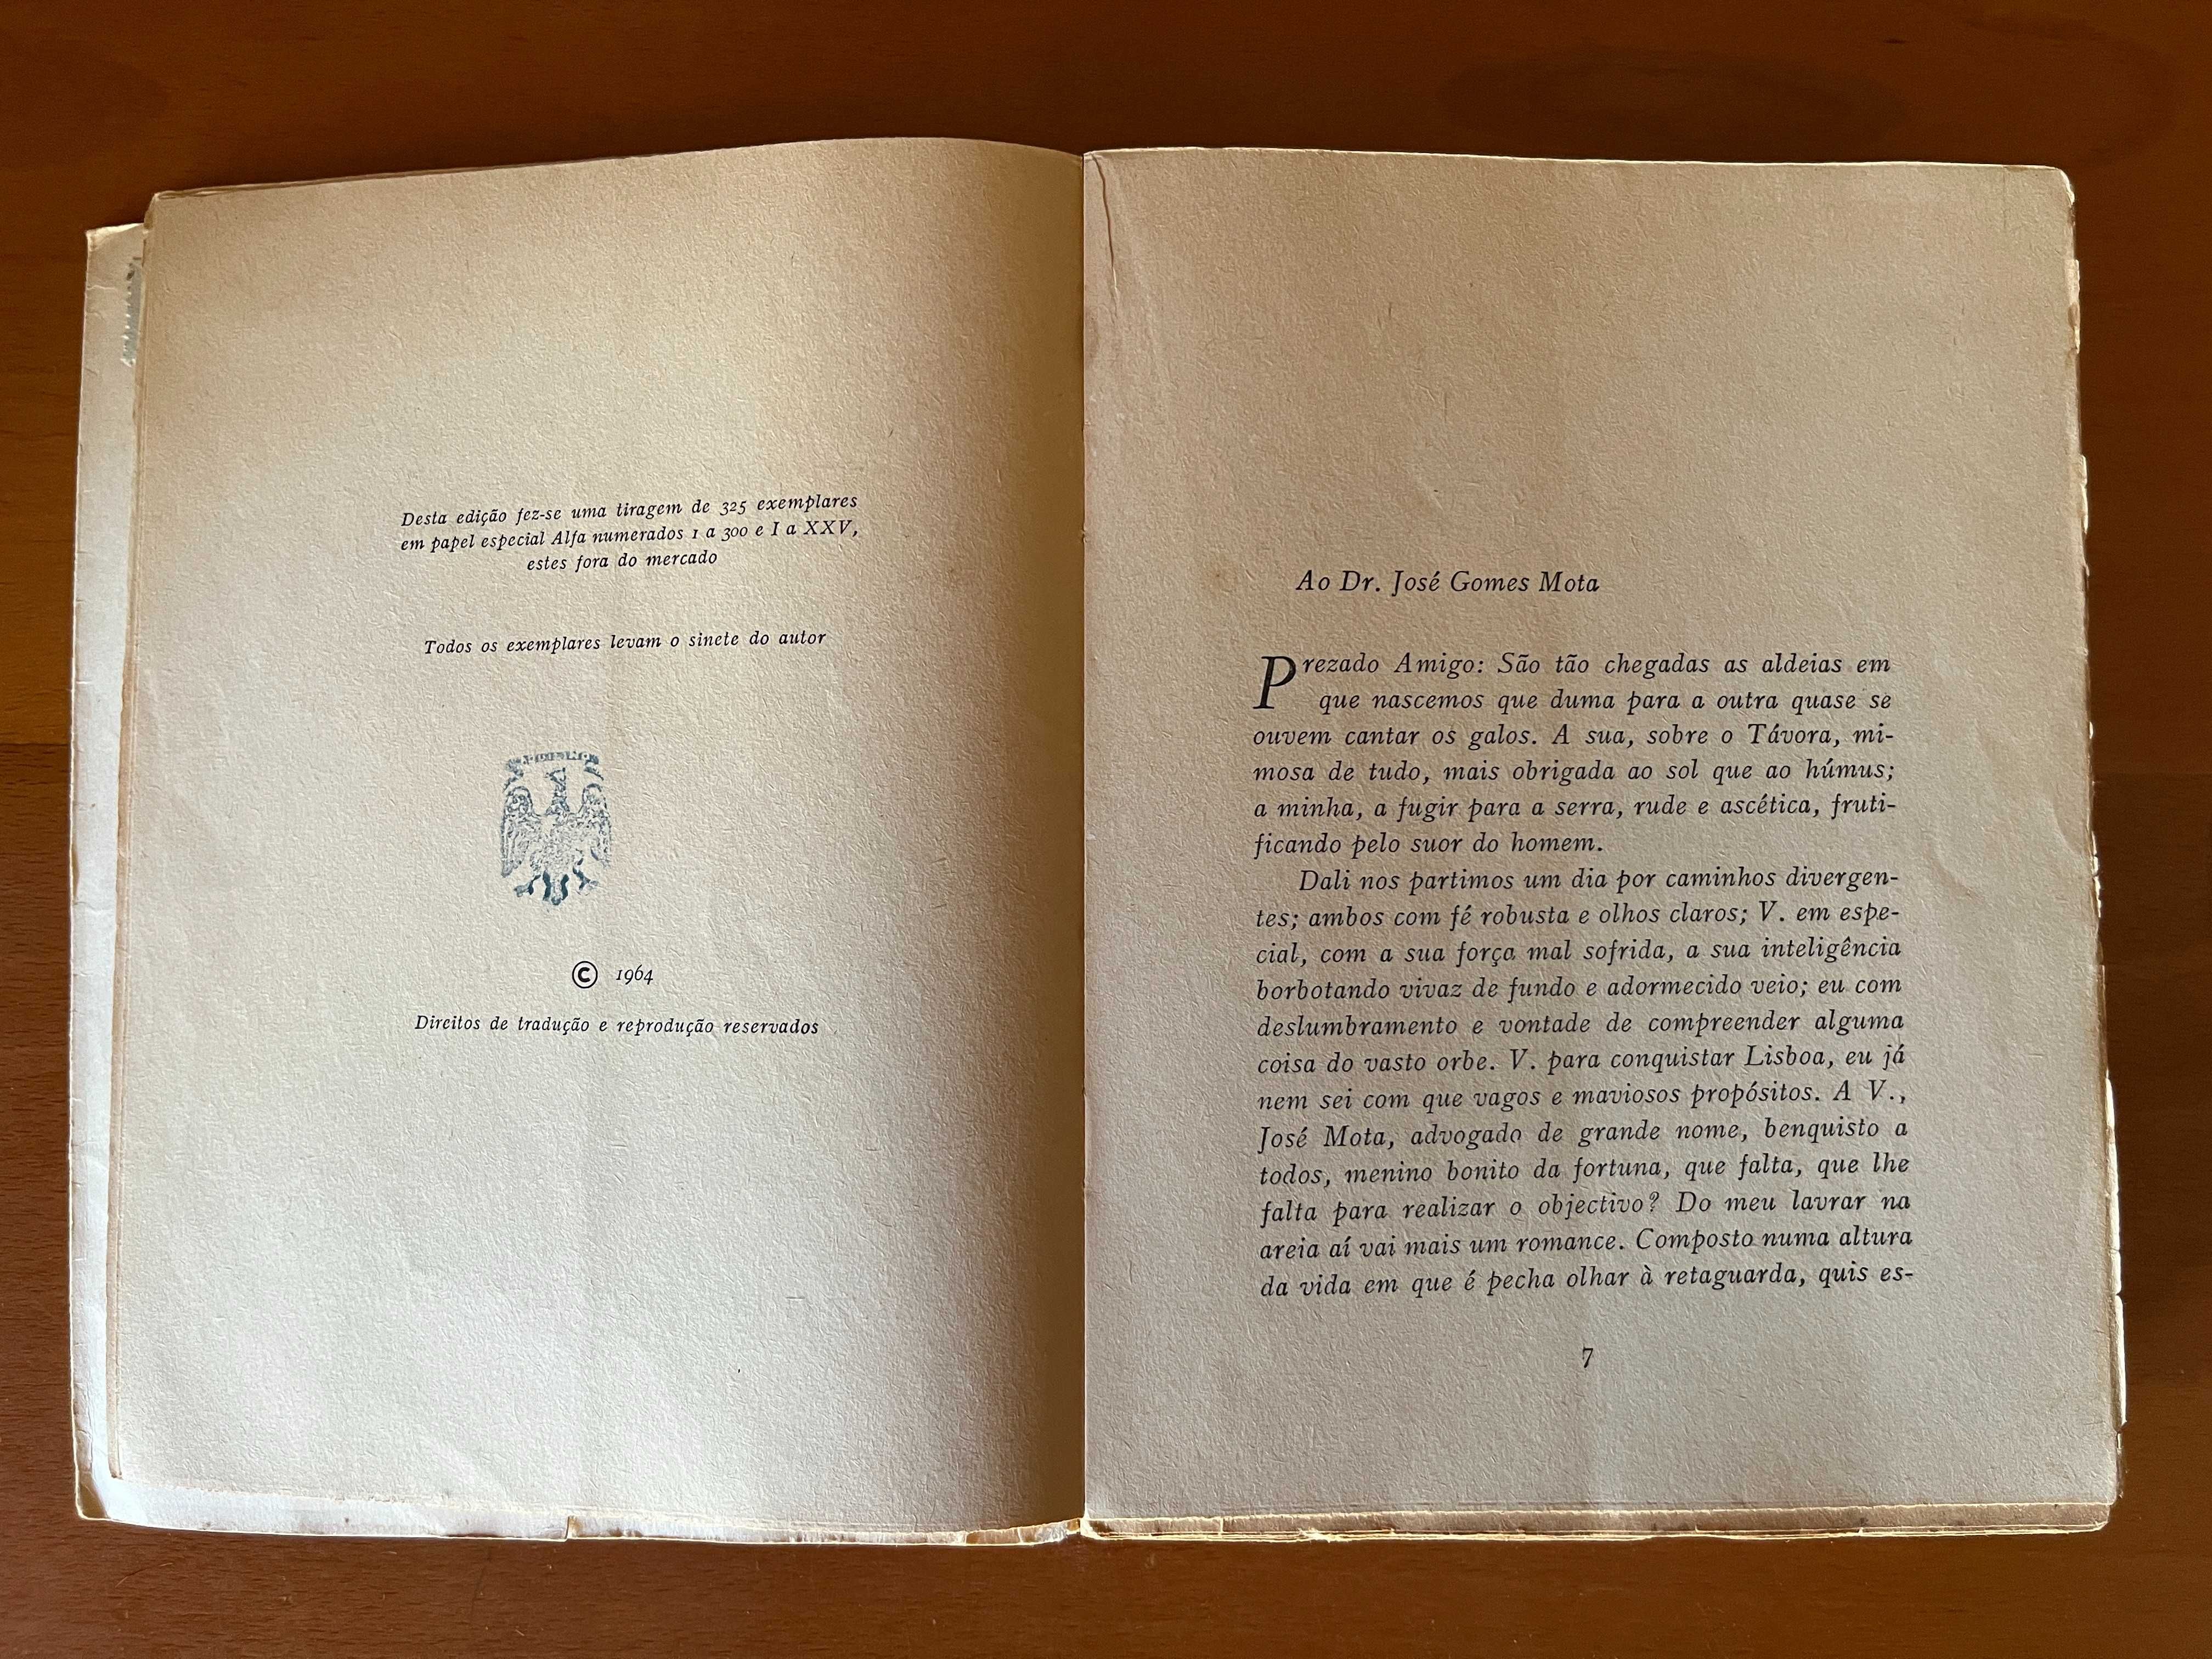 Desta edição fez-se uma tiragem de 325 exemplares
em papel especial Alfa numerados 1 a 300 e I a XXV,
estes fora do mercado
Todos os exemplares levam o sinete do autor
© 1964
Direitos de tradução e reprodução reservados
Ao Dr. José Gomes Mota
Prezado Amigo: São tão chegadas as aldeias em
que nascemos que duma para a outra quase se
ouvem cantar os galos. A sua, sobre o Távora, mi-
mosa de tudo, mais obrigada ao sol que ao húmus;
a minha, a fugir para a serra, rude e ascética, fruti-
ficando pelo suor do homem.
Dali nos partimos um dia por caminhos divergen-
tes; ambos com fé robusta e olhos claros; V. em espe-
cial, com a sua força mal sofrida, a sua inteligência
borbotando vivaz de fundo e adormecido veio; eu com
deslumbramento e vontade de compreender alguma
coisa do vasto orbe. V. para conquistar Lisboa, eu já
nem sei com que vagos e maviosos propósitos. A V.,
José Mota, advogado de grande nome, benquisto a
todos, menino bonito da fortuna, que falta, que lhe
falta para realizar o objectivo? Do meu lavrar na
areia aí vai mais um romance. Composto numa altura
da vida em que é pecha olhar à retaguarda, quis es-
7